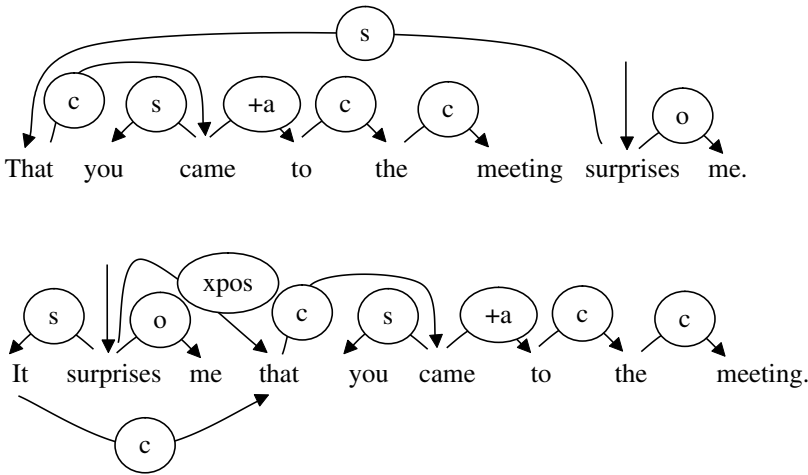 s
c s +a c c o
That you came to the meeting surprises me.
xpos
s o c s +a c c
It surprises me that you came to the meeting.
c